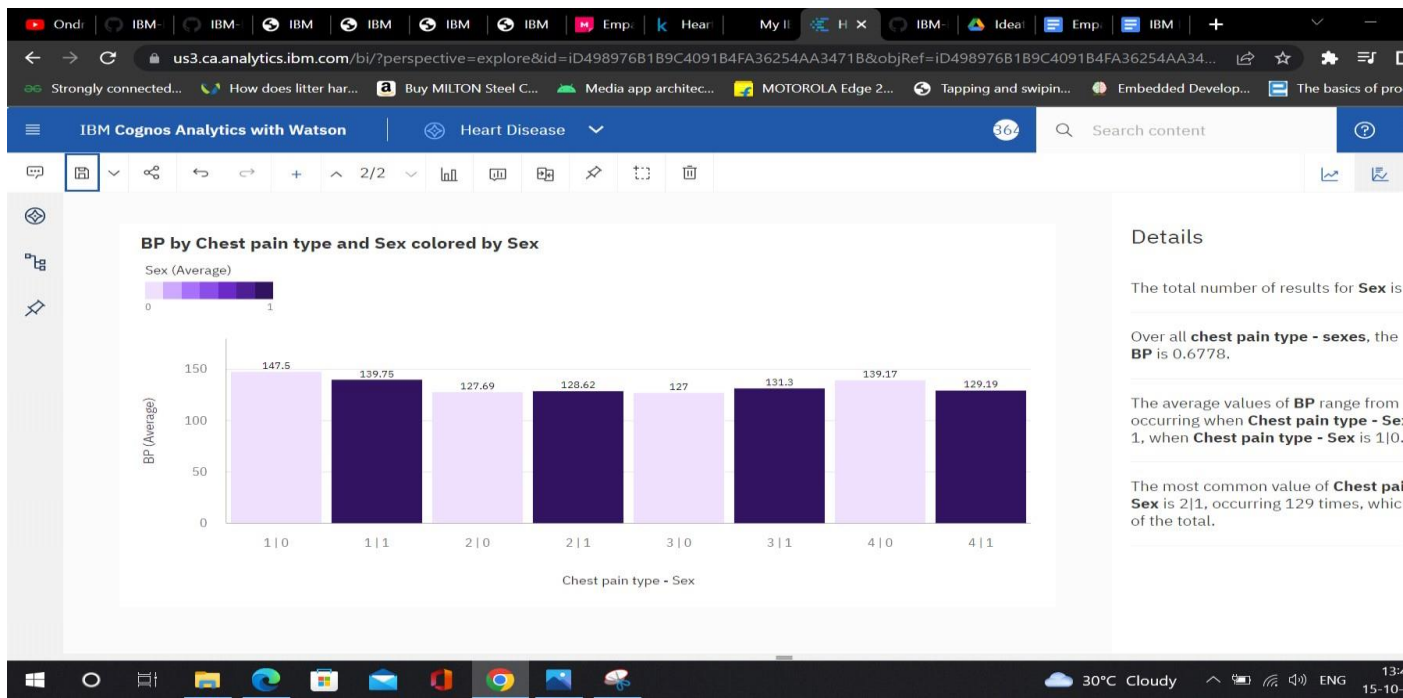 Ondr IBM- IBM- IBM IBM IBM IBM Empa Hear My II H IBM- Ideat Empa IBM
us3.ca.analytics.ibm.com/bi/?perspective=explore&id=iD498976B1B9C4091B4FA36254AA3471B&objRef=iD498976B1B9C4091B4FA36254AA34...
Strongly connected... How does litter har... Buy MILTON Steel C... Media app architec... MOTOROLA Edge 2... Tapping and swipin... Embedded Develop... The basics of pro
IBM Cognos Analytics with Watson Heart Disease 364 Search content
2/2
BP by Chest pain type and Sex colored by Sex
Sex (Average)
0 1
BP (Average)
150
100
50
0
147.5 139.75 127.69 128.62 127 131.3 139.17 129.19
1|0 1|1 2|0 2|1 3|0 3|1 4|0 4|1
Chest pain type - Sex
Details
The total number of results for Sex is
Over all chest pain type - sexes, the
BP is 0.6778.
The average values of BP range from
occurring when Chest pain type - Sex
1, when Chest pain type - Sex is 1|0.
The most common value of Chest pai
Sex is 2|1, occurring 129 times, whic
of the total.
30°C Cloudy ENG
13:4
15-10-